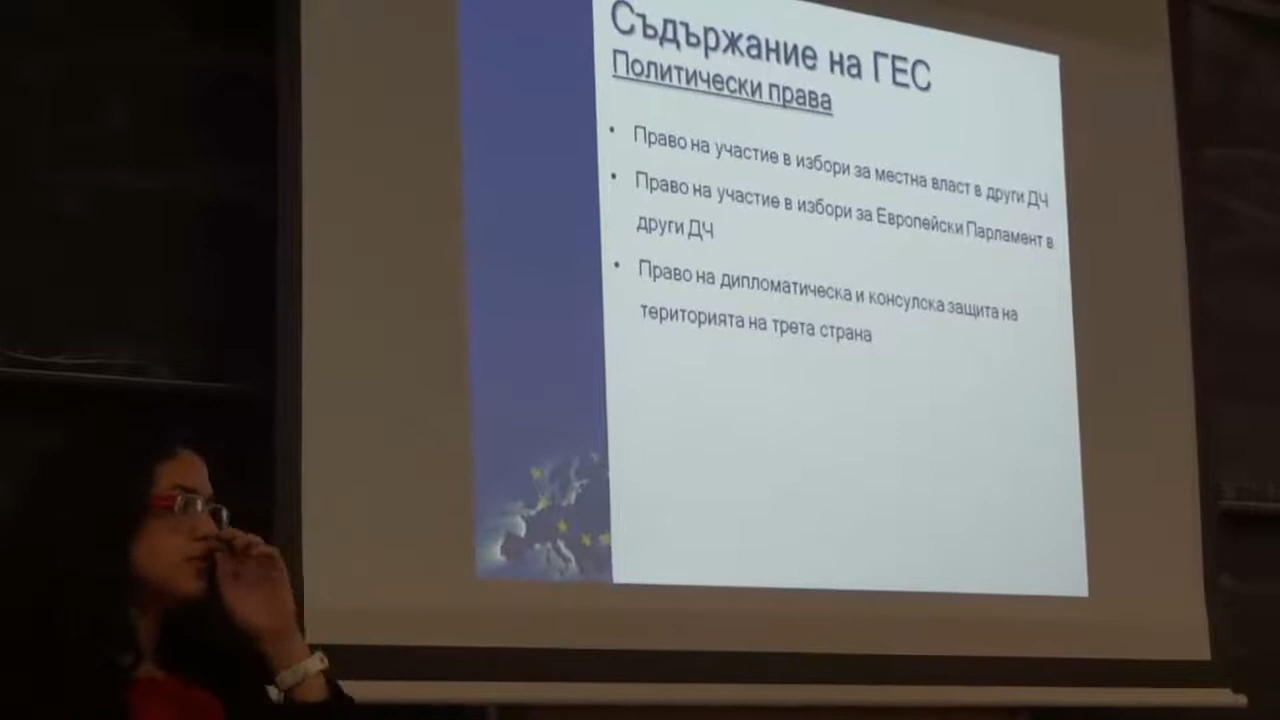 Съдържание на ГЕС
Политически права
• Право на участие в избори за местна власт в други ДЧ
• Право на участие в избори за Европейски Парламент в
други ДЧ
• Право на дипломатическа и консулска защита на
територията на трета страна